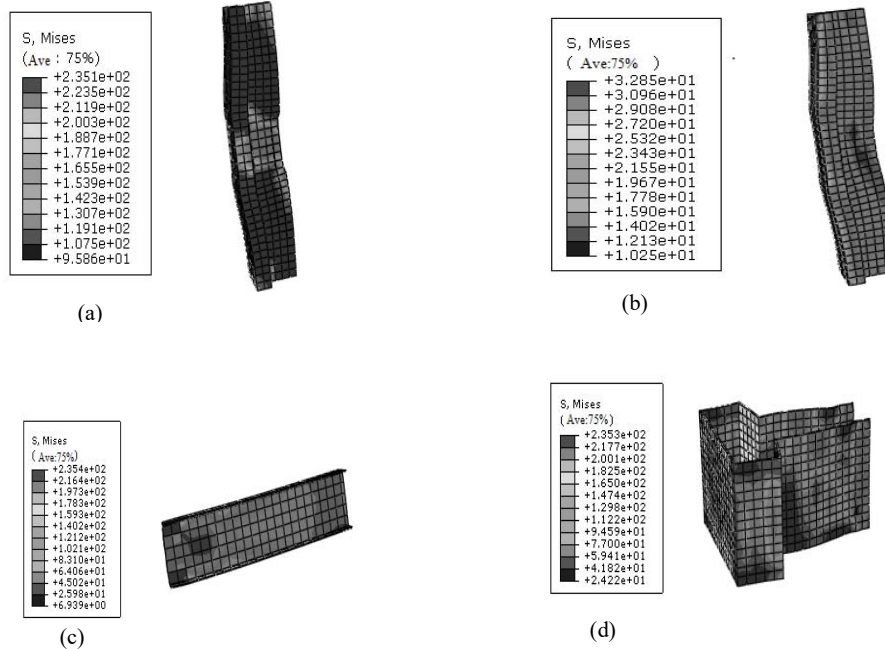 S, Mises
(Ave : 75%)
+2.351e+02
+2.235e+02
+2.119e+02
+2.003e+02
+1.887e+02
+1.771e+02
+1.655e+02
+1.539e+02
+1.423e+02
+1.307e+02
+1.191e+02
+1.075e+02
+9.586e+01
(a)
S, Mises
( Ave:75%)
+3.285e+01
+3.096e+01
+2.908e+01
+2.720e+01
+2.532e+01
+2.343e+01
+2.155e+01
+1.967e+01
+1.778e+01
+1.590e+01
+1.402e+01
+1.213e+01
+1.025e+01
(b)
S, Mises
(Ave:75%)
+2.354e+02
+2.164e+02
+1.973e+02
+1.783e+02
+1.593e+02
+1.402e+02
+1.212e+02
+1.021e+02
+8.310e+01
+6.406e+01
+4.502e+01
+2.598e+01
+6.939e+00
(c)
S, Mises
(Ave:75%)
+2.353e+02
+2.177e+02
+2.001e+02
+1.825e+02
+1.650e+02
+1.474e+02
+1.298e+02
+1.122e+02
+9.459e+01
+7.700e+01
+5.941e+01
+4.182e+01
+2.422e+01
(d)